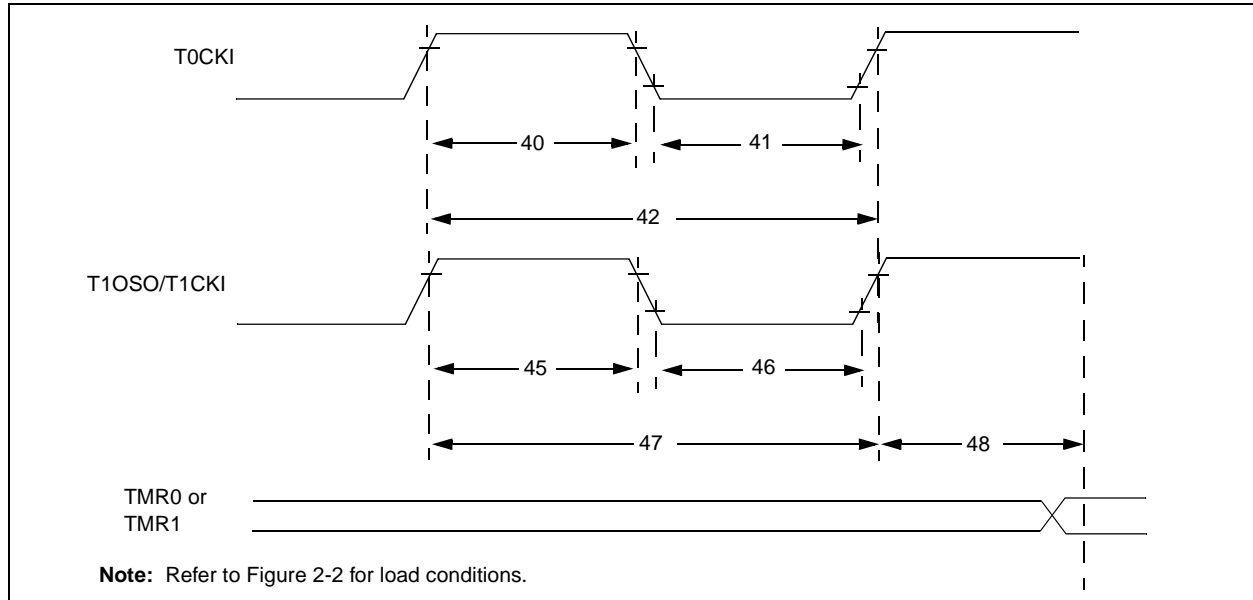 T0CKI
40
41
42
T1OSO/T1CKI
45
46
47
48
TMR0 or
TMR1
Note: Refer to Figure 2-2 for load conditions.